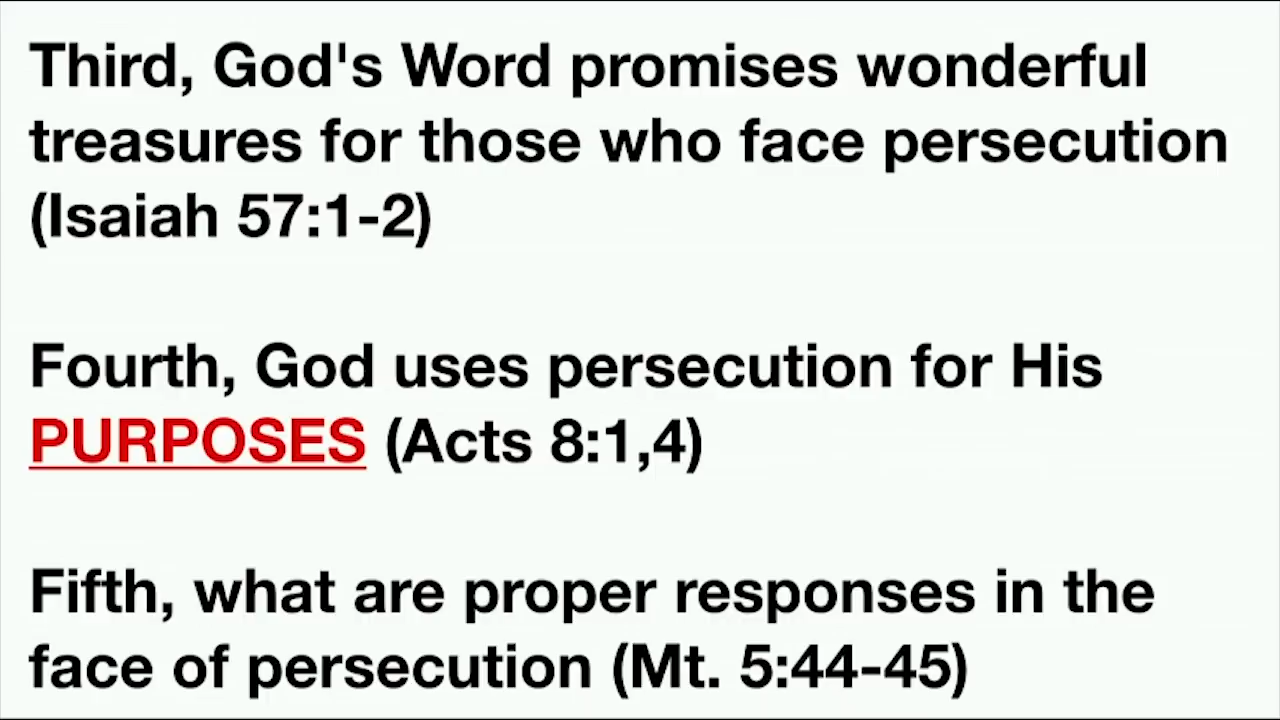 Third, God's Word promises wonderful
treasures for those who face persecution
(Isaiah 57:1-2)
Fourth, God uses persecution for His
PURPOSES (Acts 8:1,4)
Fifth, what are proper responses in the
face of persecution (Mt. 5:44-45)